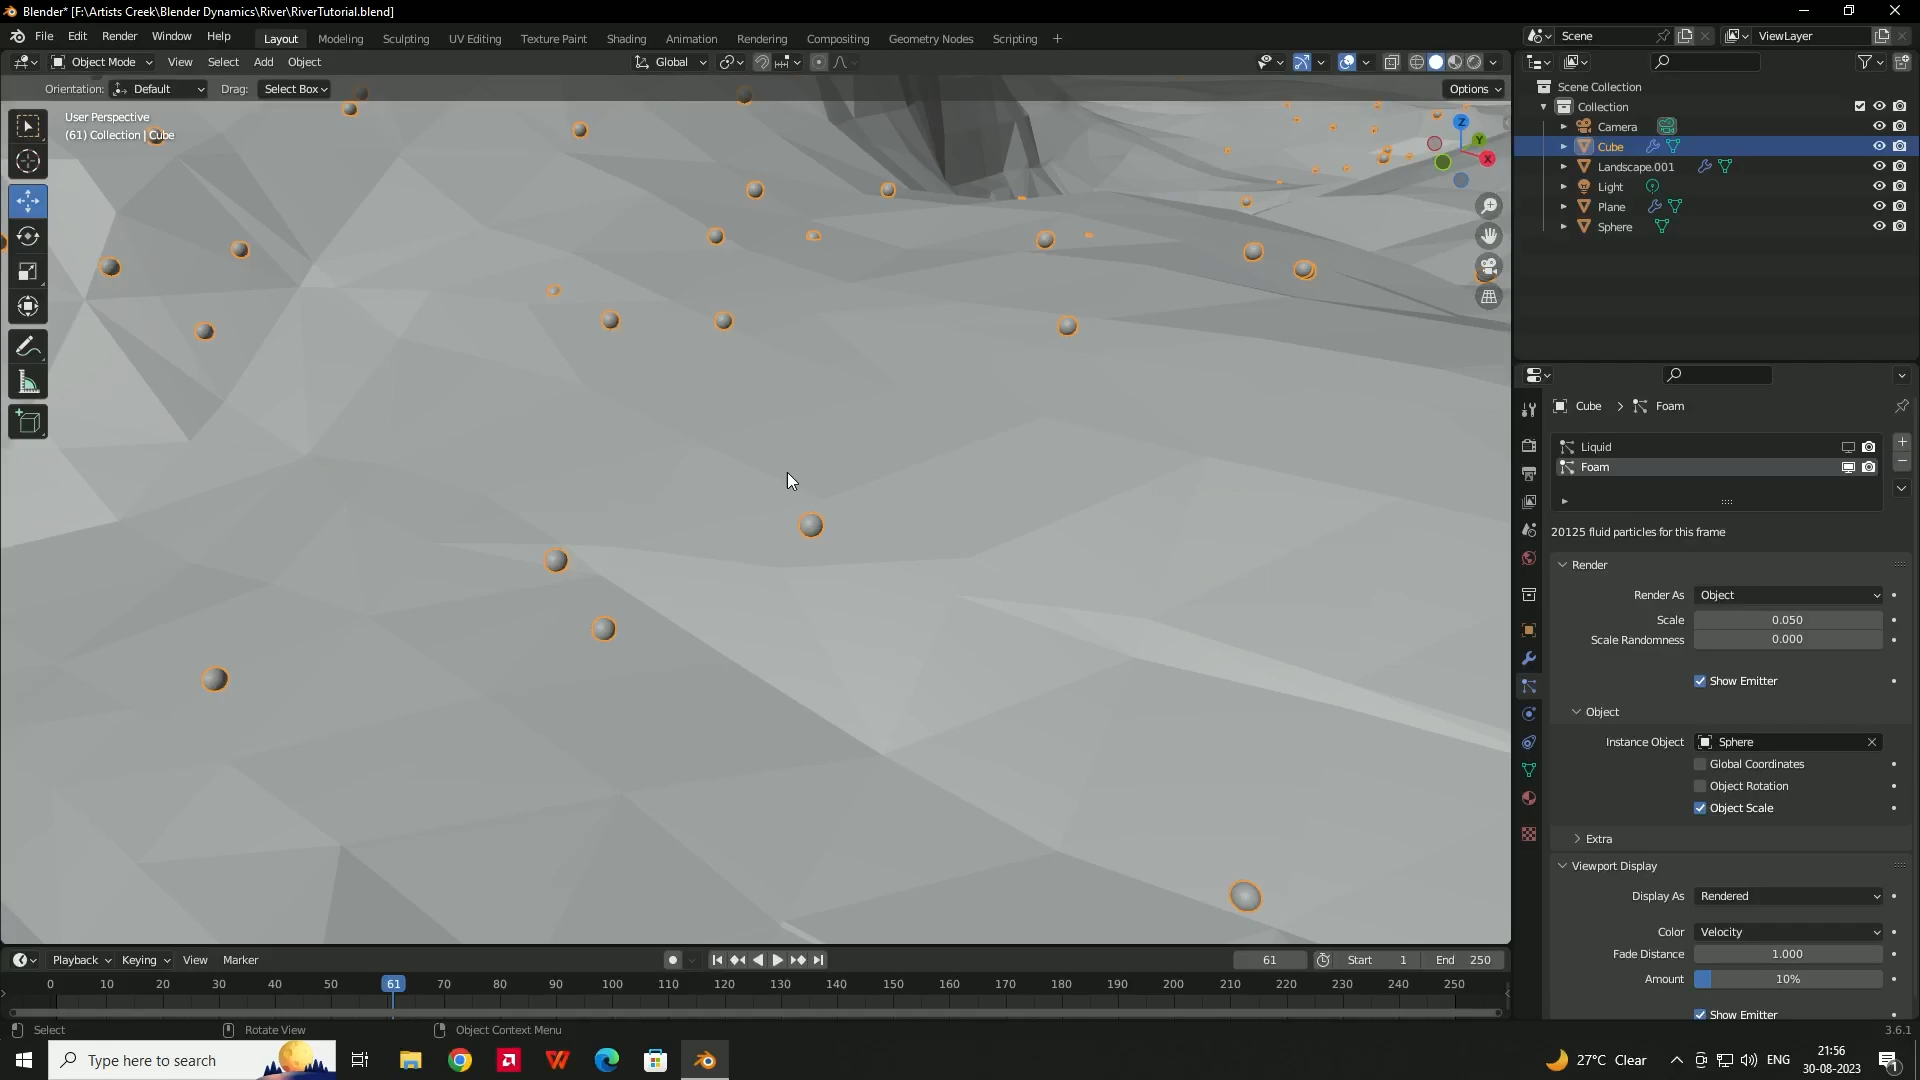 Blender* [F:\Artists Creek\Blender Dynamics\River\RiverTutorial.blend]
File Edit Render Window Help Layout Modeling Sculpting UV Editing Texture Paint Shading Animation Rendering Compositing Geometry Nodes Scripting + Scene ViewLayer
Object Mode View Select Add Object Global
Orientation: Default Drag: Select Box Options
User Perspective
(61) Collection | Cube
Z
Y
X
Scene Collection
Collection
Camera
Cube
Landscape.001
Light
Plane
Sphere
Cube > Foam
Liquid
Foam
20125 fluid particles for this frame
Render
Render As Object
Scale 0.050
Scale Randomness 0.000
Show Emitter
Object
Instance Object Sphere
Global Coordinates
Object Rotation
Object Scale
Extra
Viewport Display
Display As Rendered
Color Velocity
Fade Distance 1.000
Amount 10%
Show Emitter
Playback Keying View Marker 61 Start 1 End 250
0 10 20 30 40 50 61 70 80 90 100 110 120 130 140 150 160 170 180 190 200 210 220 230 240 250
Select Rotate View Object Context Menu 3.6.1
Type here to search 27°C Clear ENG 21:56
30-08-2023
1